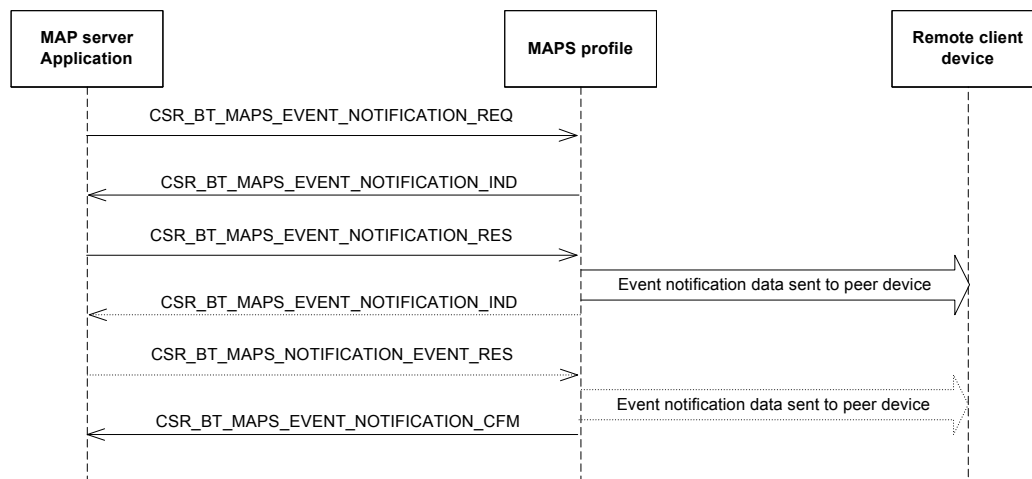 MAP server
Application
MAPS profile
Remote client
device
CSR_BT_MAPS_EVENT_NOTIFICATION_REQ
CSR_BT_MAPS_EVENT_NOTIFICATION_IND
CSR_BT_MAPS_EVENT_NOTIFICATION_RES
Event notification data sent to peer device
CSR_BT_MAPS_EVENT_NOTIFICATION_IND
CSR_BT_MAPS_NOTIFICATION_EVENT_RES
Event notification data sent to peer device
CSR_BT_MAPS_EVENT_NOTIFICATION_CFM